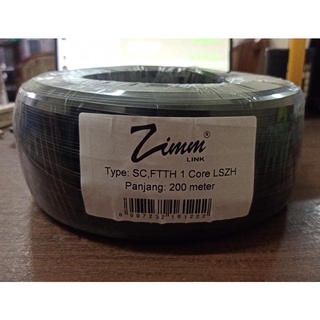 Zimm®
LINK
Type: SC,FTTH 1 Core LSZH
Panjang: 200 meter